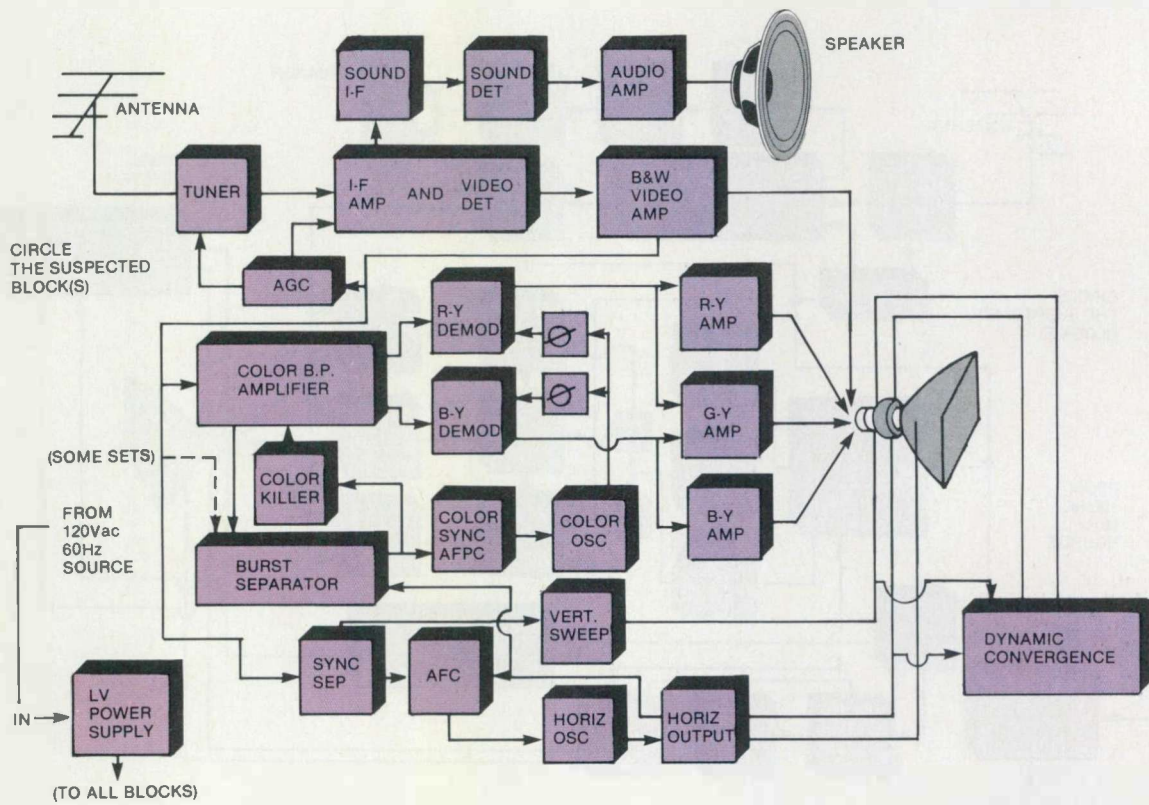 SPEAKER
SOUND
I-F
SOUND
DET
AUDIO
AMP
ANTENNA
TUNER
I-F
AMP
AND
VIDEO
DET
B&W
VIDEO
AMP
CIRCLE
THE SUSPECTED
BLOCK(S)
AGC
R-Y
DEMOD
R-Y
AMP
COLOR B.P.
AMPLIFIER
B-Y
DEMOD
G-Y
AMP
(SOME SETS)
COLOR
KILLER
FROM
120Vac
60Hz
SOURCE
COLOR
SYNC
AFPC
COLOR
OSC
B-Y
AMP
BURST
SEPARATOR
VERT.
SWEEP
DYNAMIC
CONVERGENCE
SYNC
SEP
AFC
LV
POWER
SUPPLY
IN
HORIZ
OSC
HORIZ
OUTPUT
(TO ALL BLOCKS)